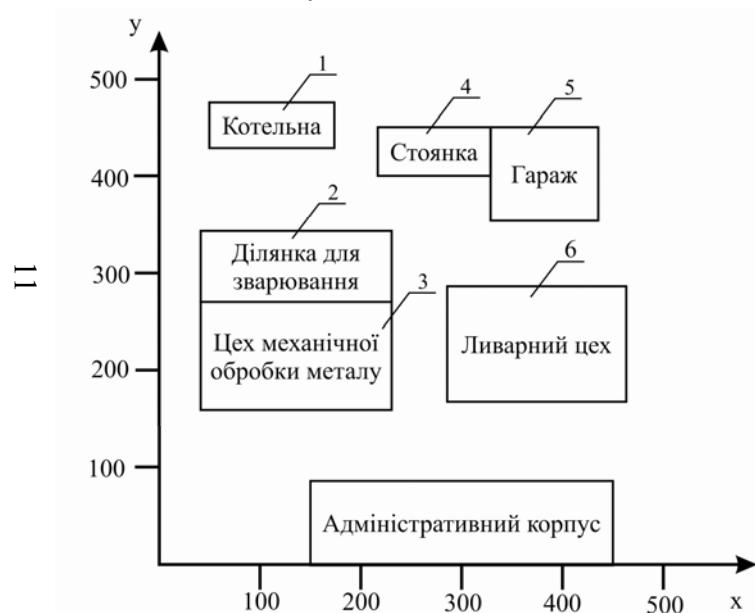 y
500
1
Котельна
4
5
Стоянка
Гараж
400
2
Ділянка для
зварювання
300
3
6
Цех механічної
обробки металу
Ливарний цех
200
100
Адміністративний корпус
100
200
300
400
500
x
11